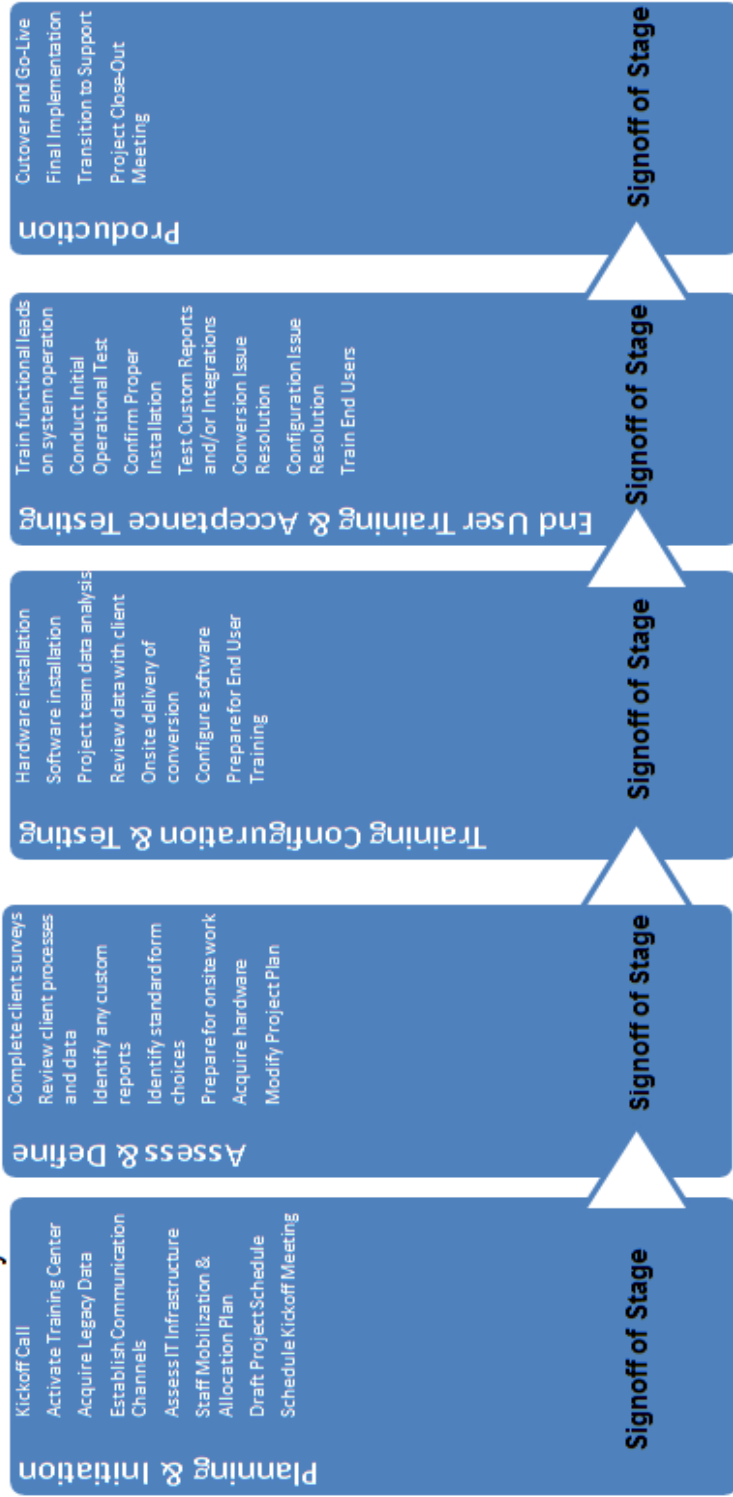 Planning & Initiation
Kickoff Call
Activate Training Center
Acquire Legacy Data
Establish Communication
Channels
Assess IT Infrastructure
Staff Mobilization &
Allocation Plan
Draft Project Schedule
Schedule Kickoff Meeting
Signoff of Stage
Assess & Define
Complete client surveys
Review client processes
and data
Identify any custom
reports
Identify standard form
choices
Prepare for onsite work
Acquire hardware
Modify Project Plan
Signoff of Stage
Training Configuration & Testing
Hardware installation
Software installation
Project team data analysis
Review data with client
Onsite delivery of
conversion
Configure software
Prepare for End User
Training
Signoff of Stage
End User Training & Acceptance Testing
Train functional leads
on system operation
Conduct Initial
Operational Test
Confirm Proper
Installation
Test Custom Reports
and/or Integrations
Conversion Issue
Resolution
Configuration Issue
Resolution
Train End Users
Signoff of Stage
Production
Cutover and Go-Live
Final Implementation
Transition to Support
Project Close-Out
Meeting
Signoff of Stage